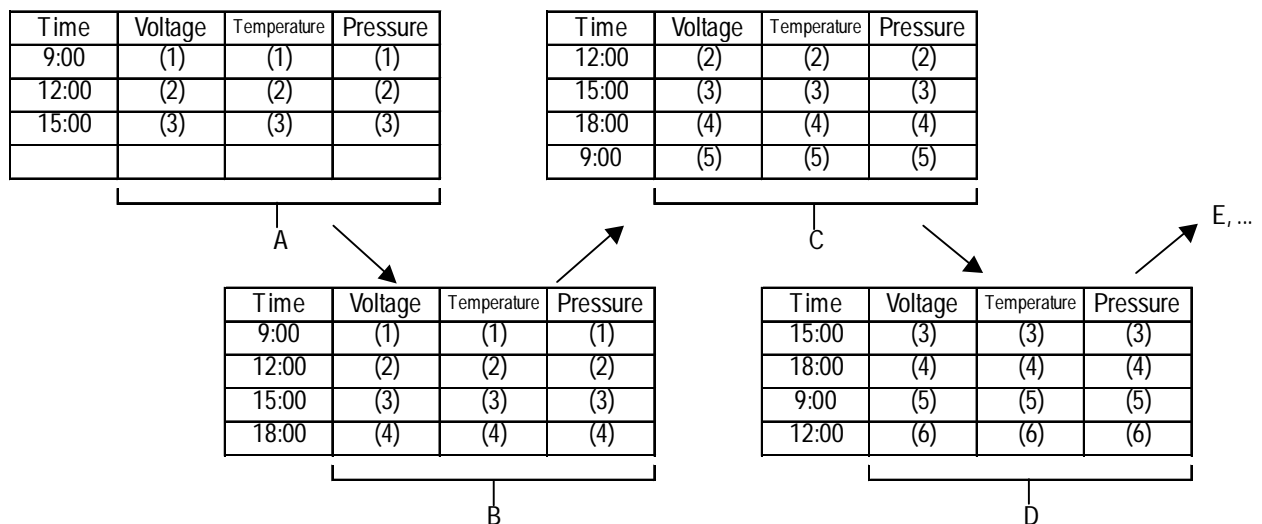 Time Voltage Temperature Pressure
9:00 (1) (1) (1)
12:00 (2) (2) (2)
15:00 (3) (3) (3)
A
Time Voltage Temperature Pressure
9:00 (1) (1) (1)
12:00 (2) (2) (2)
15:00 (3) (3) (3)
18:00 (4) (4) (4)
B
Time Voltage Temperature Pressure
12:00 (2) (2) (2)
15:00 (3) (3) (3)
18:00 (4) (4) (4)
9:00 (5) (5) (5)
C
Time Voltage Temperature Pressure
15:00 (3) (3) (3)
18:00 (4) (4) (4)
9:00 (5) (5) (5)
12:00 (6) (6) (6)
D
E, ...